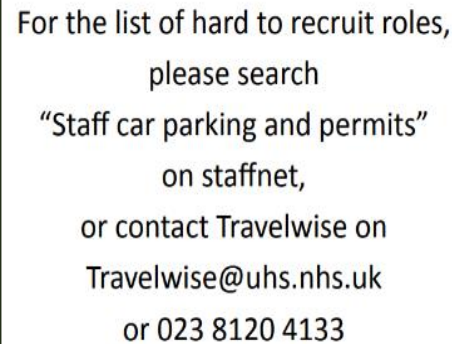 For the list of hard to recruit roles,
please search
“Staff car parking and permits”
on staffnet,
or contact Travelwise on
Travelwise@uhs.nhs.uk
or 023 8120 4133